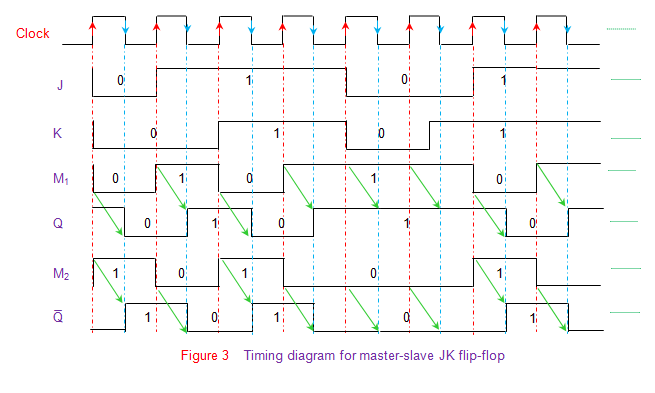 Clock
J 0 1 0 1
K 0 1 0 1
M₁ 0 1 0 1 0
Q 0 1 0 1 0
M₂ 1 0 1 0 1
Q̅ 1 0 1 0 1
Figure 3 Timing diagram for master-slave JK flip-flop